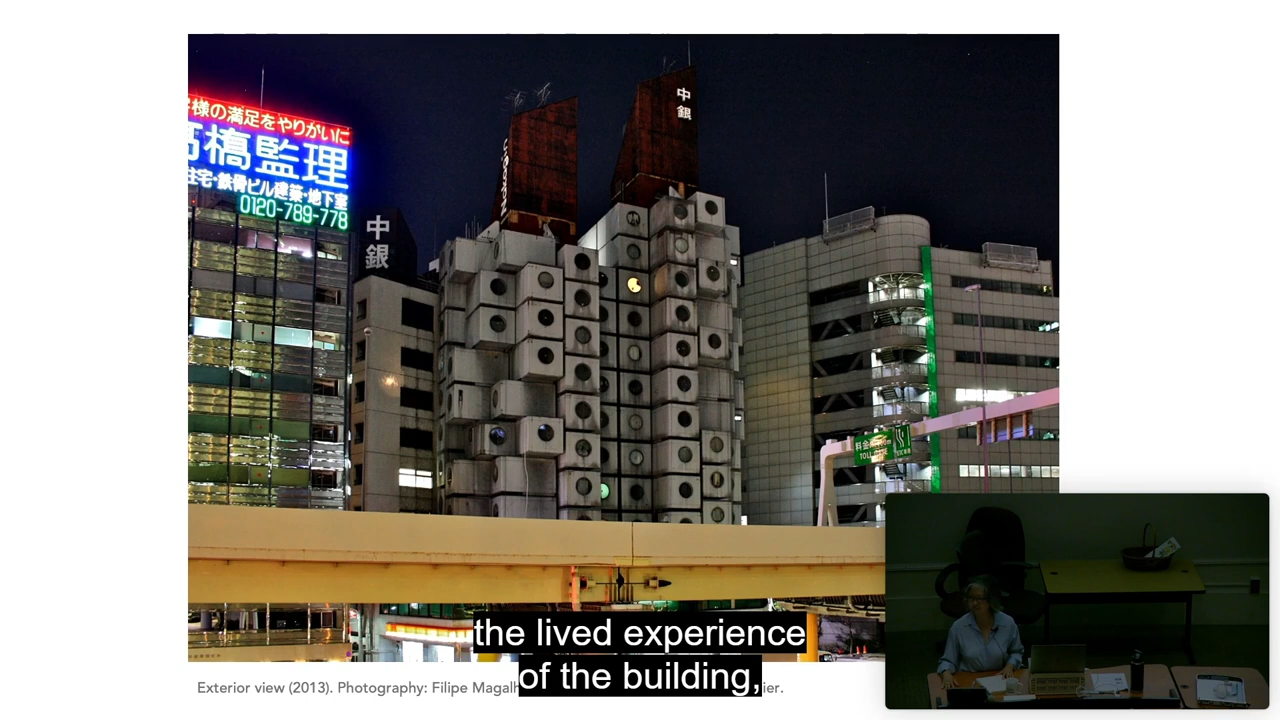 様の満足をやりがいに
髙橋監理
住宅・鉄骨ビル建築・地下室
0120-789-778
中
銀
中
銀
TOLL GATE
the lived experience
of the building,
Exterior view (2013). Photography: Filipe